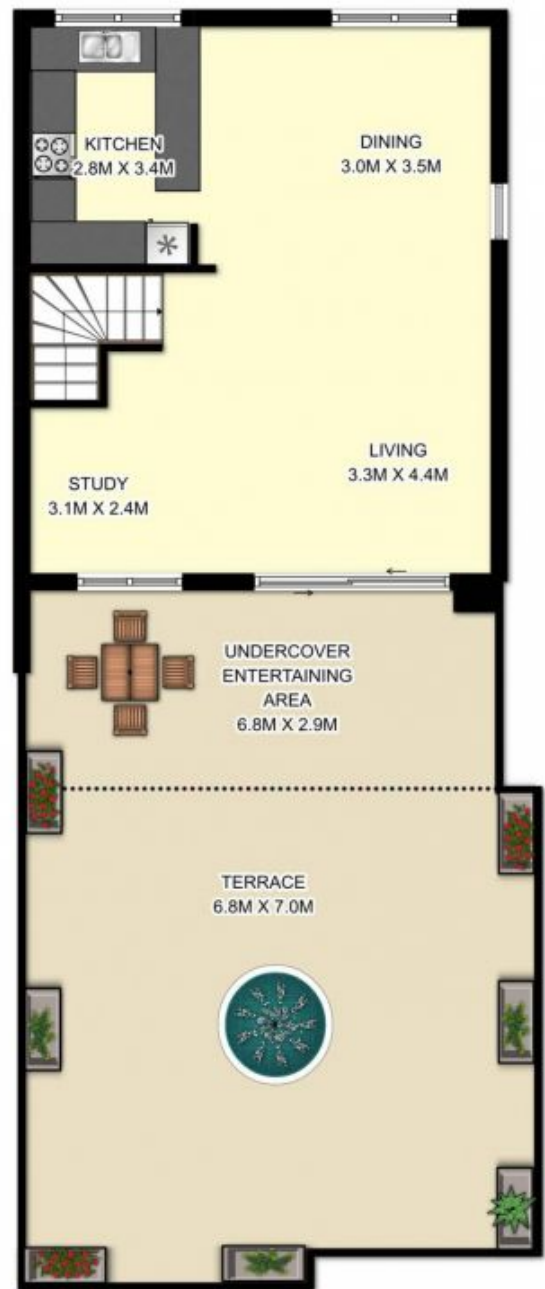 KITCHEN
2.8M X 3.4M
DINING
3.0M X 3.5M
LIVING
3.3M X 4.4M
STUDY
3.1M X 2.4M
UNDERCOVER
ENTERTAINING
AREA
6.8M X 2.9M
TERRACE
6.8M X 7.0M